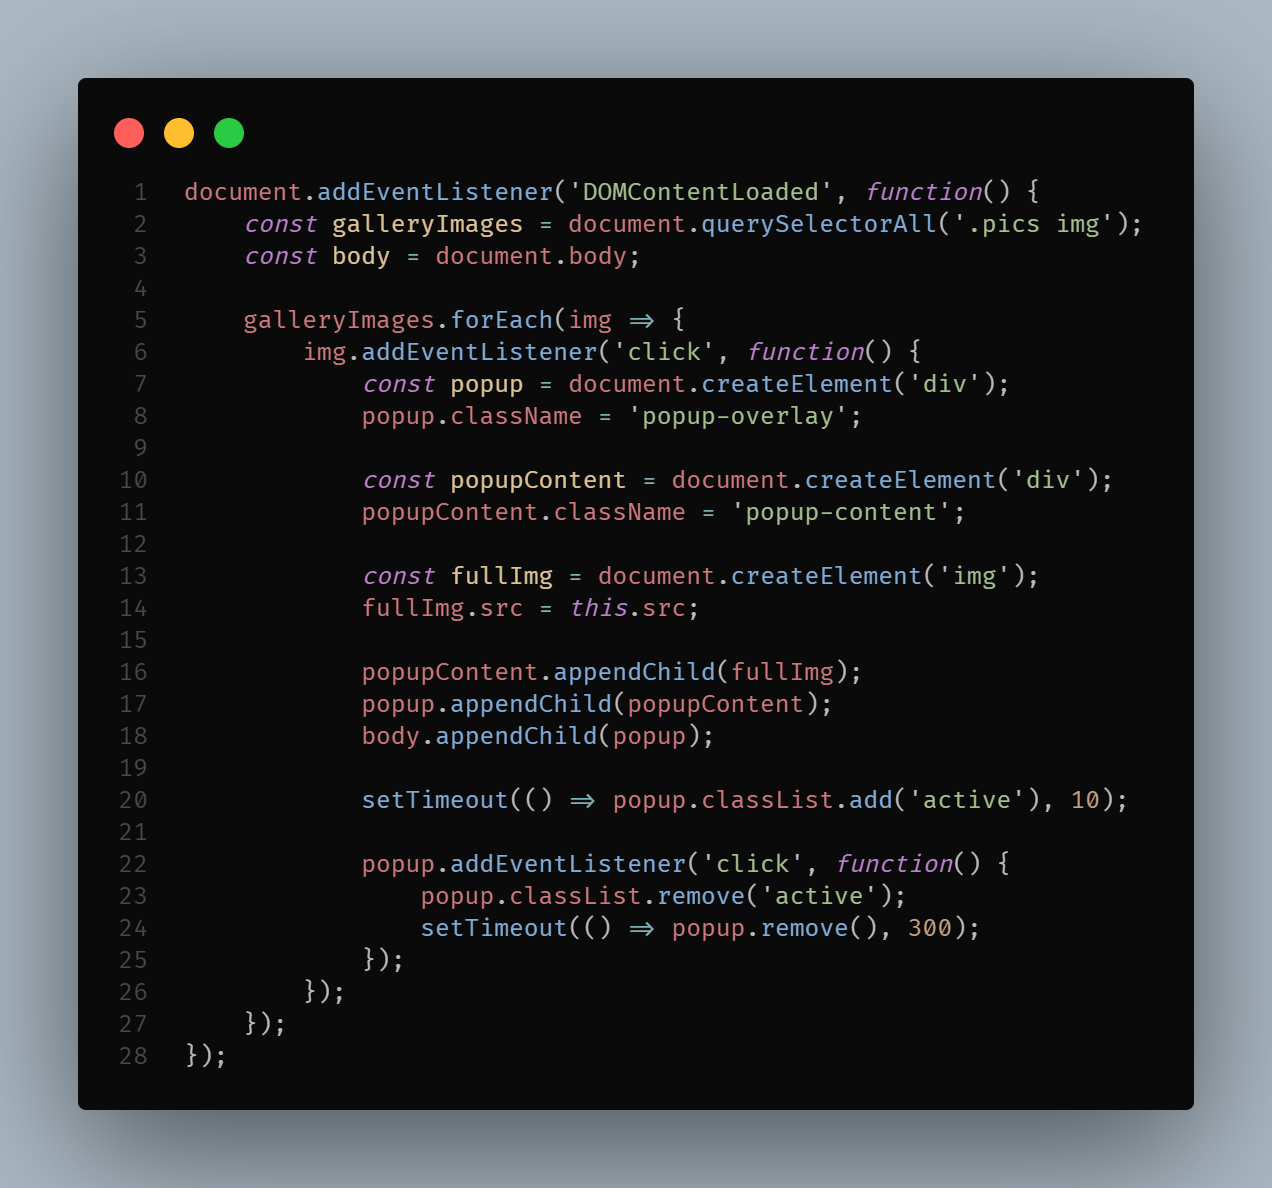 1 document.addEventListener('DOMContentLoaded', function() {
2     const galleryImages = document.querySelectorAll('.pics img');
3     const body = document.body;
4
5     galleryImages.forEach(img => {
6         img.addEventListener('click', function() {
7             const popup = document.createElement('div');
8             popup.className = 'popup-overlay';
9
10             const popupContent = document.createElement('div');
11             popupContent.className = 'popup-content';
12
13             const fullImg = document.createElement('img');
14             fullImg.src = this.src;
15
16             popupContent.appendChild(fullImg);
17             popup.appendChild(popupContent);
18             body.appendChild(popup);
19
20             setTimeout(() => popup.classList.add('active'), 10);
21
22             popup.addEventListener('click', function() {
23                 popup.classList.remove('active');
24                 setTimeout(() => popup.remove(), 300);
25             });
26         });
27     });
28 });